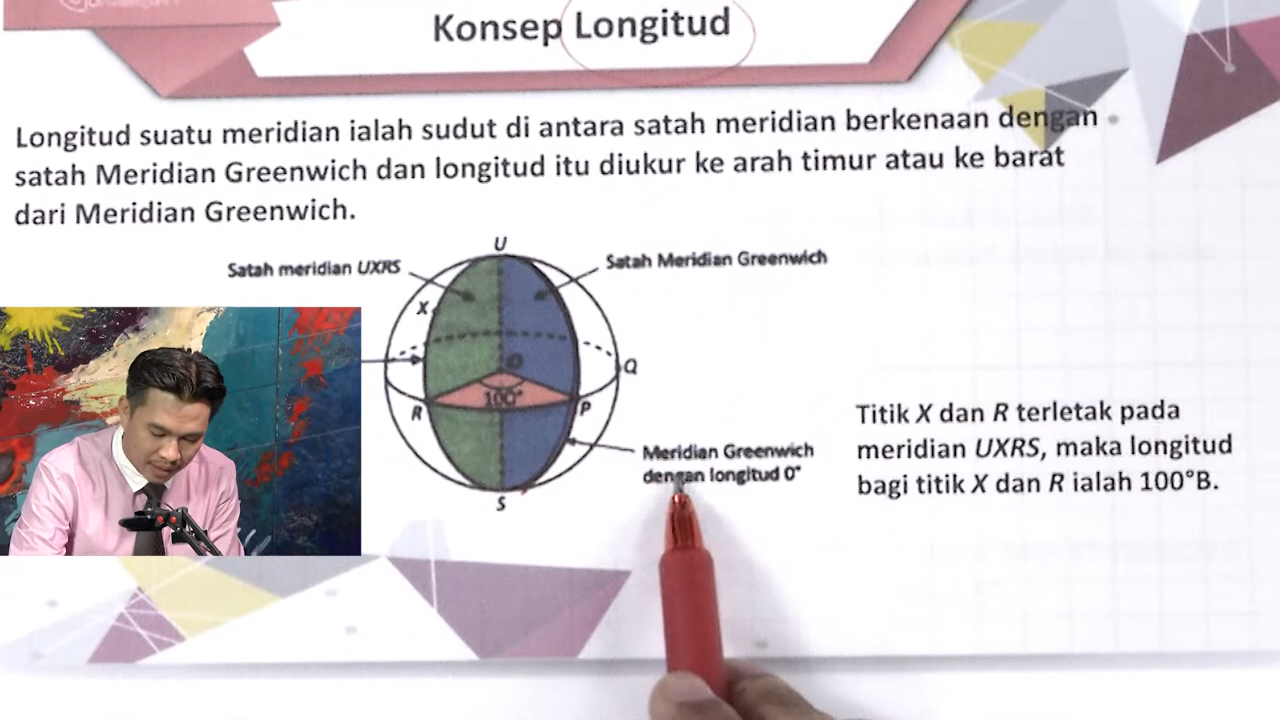 Konsep Longitud
Longitud suatu meridian ialah sudut di antara satah meridian berkenaan dengan
satah Meridian Greenwich dan longitud itu diukur ke arah timur atau ke barat
dari Meridian Greenwich.
U
Satah meridian UXRS
Satah Meridian Greenwich
X
O
Q
100°
R
P
Meridian Greenwich
dengan longitud 0°
S
Titik X dan R terletak pada
meridian UXRS, maka longitud
bagi titik X dan R ialah 100°B.